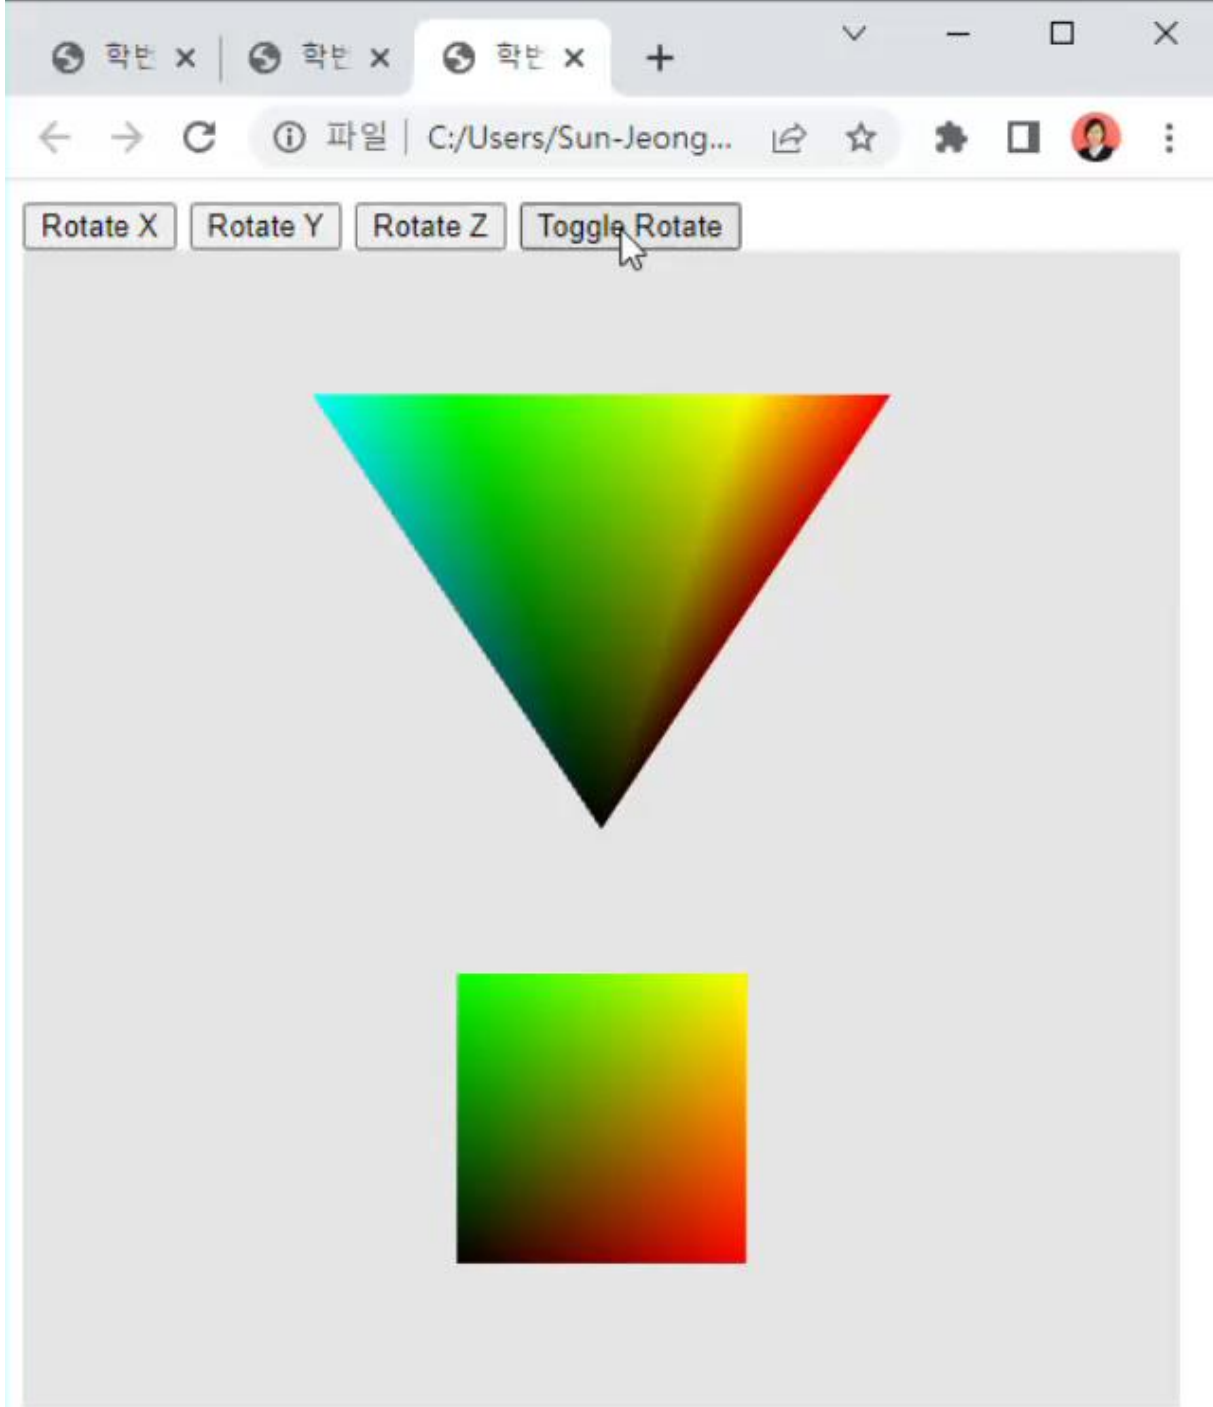 학번
학번
학번
파일 | C:/Users/Sun-Jeong...
Rotate X Rotate Y Rotate Z Toggle Rotate